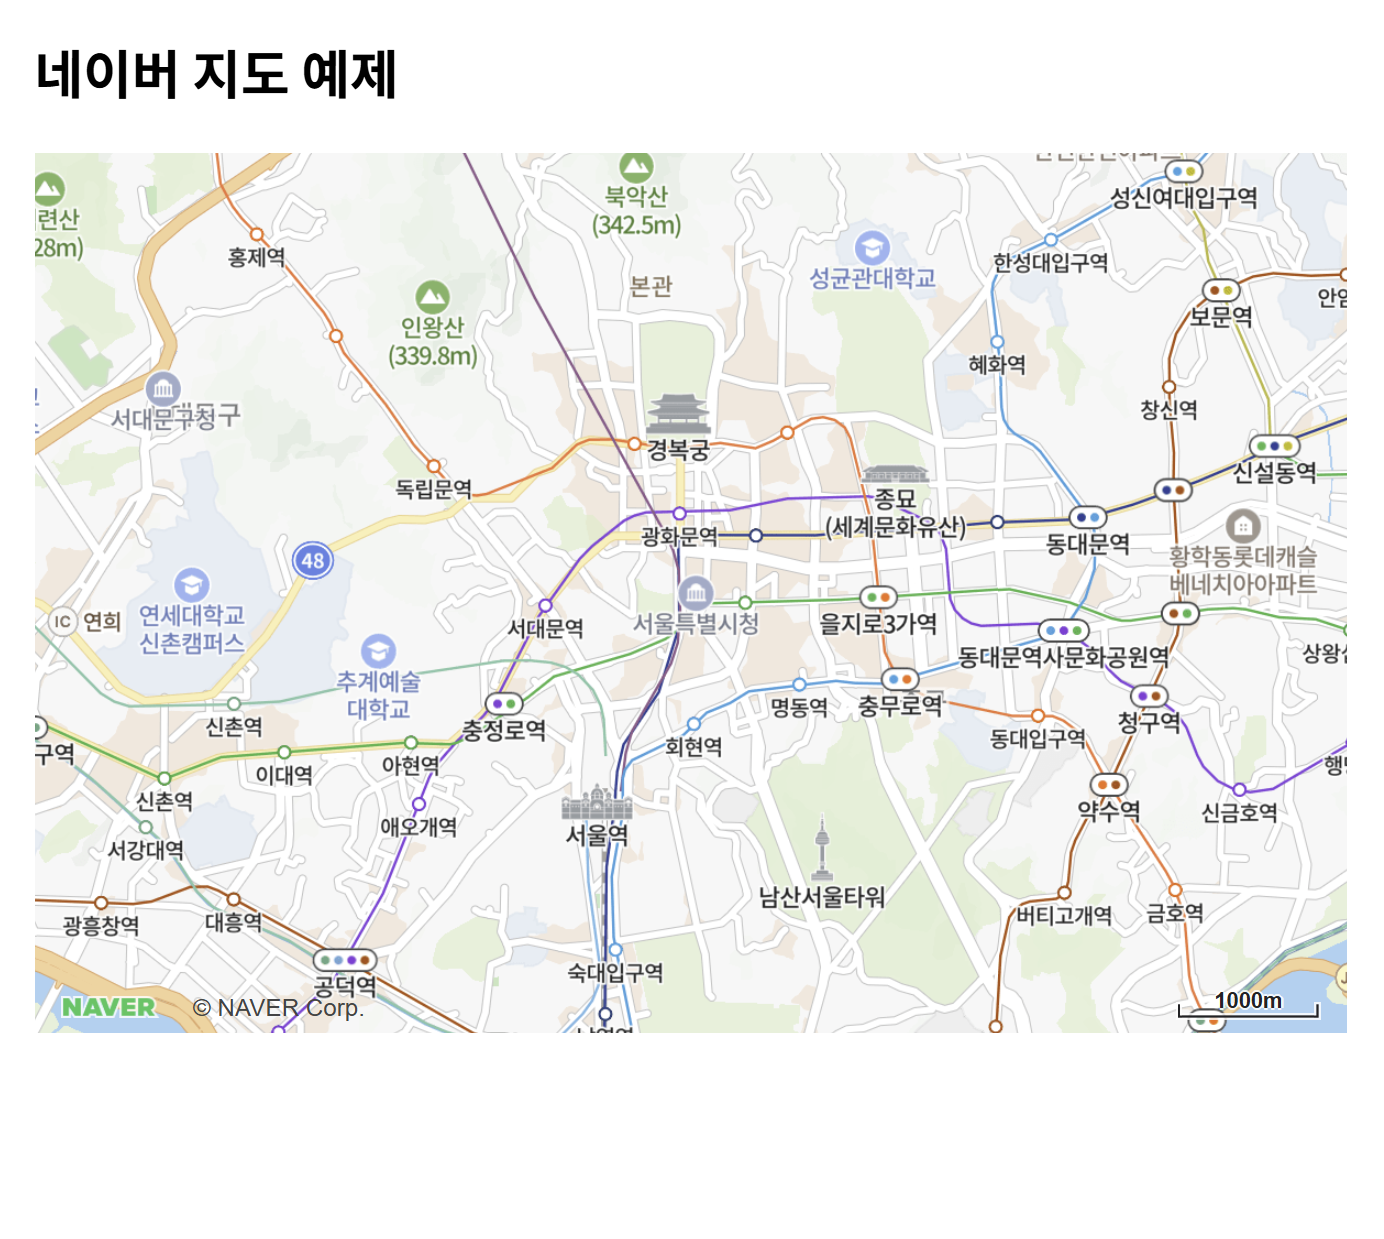 네이버 지도 예제
북악산
(342.5m)
성신여대입구역
련산
28m)
홍제역
한성대입구역
성균관대학교
본관
안암
보문역
인왕산
(339.8m)
혜화역
창신역
서대문구청
경복궁
신설동역
독립문역
종묘
(세계문화유산)
광화문역
동대문역
황학동롯데캐슬
베네치아아파트
48
연세대학교
신촌캠퍼스
IC 연희
서대문역
서울특별시청
을지로3가역
동대문역사문화공원역
상왕십
추계예술
대학교
신촌역
충정로역
명동역
충무로역
청구역
동대입구역
구역
이대역
아현역
회현역
행당
신촌역
애오개역
서울역
약수역
신금호역
서강대역
남산서울타워
광흥창역
대흥역
버티고개역
금호역
숙대입구역
공덕역
NAVER © NAVER Corp.
1000m